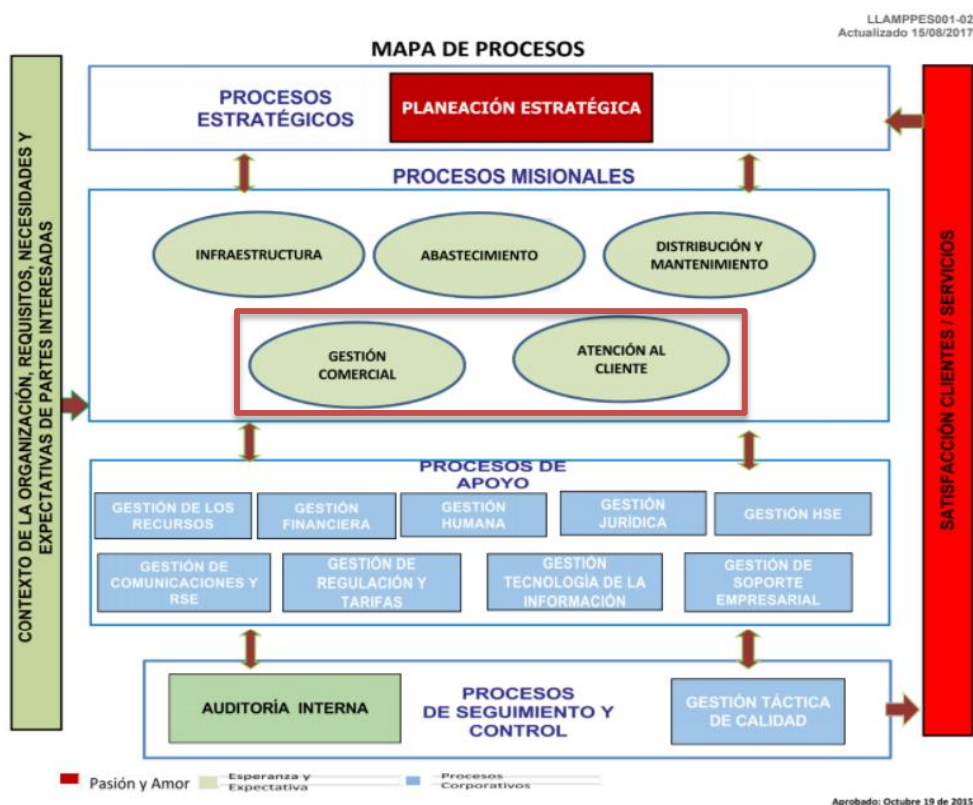 LLAMPPES001-02
Actualizado 15/08/2017
MAPA DE PROCESOS
CONTEXTO DE LA ORGANIZACIÓN, REQUISITOS, NECESIDADES Y
EXPECTATIVAS DE PARTES INTERESADAS
PROCESOS
ESTRATÉGICOS
PLANEACIÓN ESTRATÉGICA
PROCESOS MISIONALES
INFRAESTRUCTURA
ABASTECIMIENTO
DISTRIBUCIÓN Y
MANTENIMIENTO
GESTIÓN
COMERCIAL
ATENCIÓN AL
CLIENTE
PROCESOS DE
APOYO
GESTIÓN DE LOS
RECURSOS
GESTIÓN
FINANCIERA
GESTIÓN
HUMANA
GESTIÓN
JURÍDICA
GESTIÓN HSE
GESTIÓN DE
COMUNICACIONES Y
RSE
GESTIÓN DE
REGULACIÓN Y
TARIFAS
GESTIÓN
TECNOLOGÍA DE LA
INFORMACIÓN
GESTIÓN DE
SOPORTE
EMPRESARIAL
AUDITORÍA INTERNA
PROCESOS
DE SEGUIMIENTO Y
CONTROL
GESTIÓN TÁCTICA
DE CALIDAD
SATISFACCIÓN CLIENTES / SERVICIOS
Pasión y Amor
Esperanza y
Expectativa
Procesos
Corporativos
Aprobado: Octubre 19 de 2015